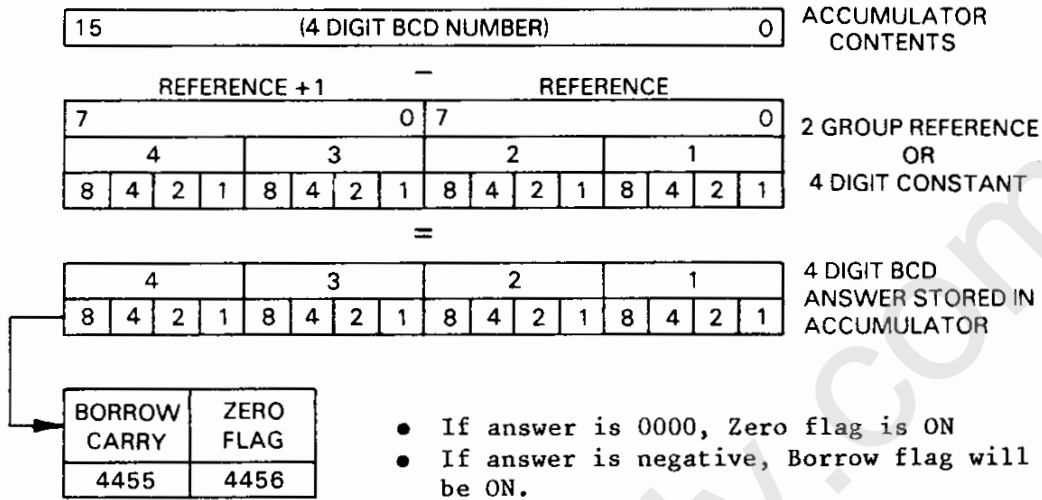 15 (4 DIGIT BCD NUMBER) 0
ACCUMULATOR
CONTENTS
–
REFERENCE +1 REFERENCE
7 0 7 0
2 GROUP REFERENCE
OR
4 DIGIT CONSTANT
4 3 2 1
8 4 2 1 8 4 2 1 8 4 2 1 8 4 2 1
=
4 3 2 1
8 4 2 1 8 4 2 1 8 4 2 1 8 4 2 1
4 DIGIT BCD
ANSWER STORED IN
ACCUMULATOR
BORROW
CARRY
ZERO
FLAG
4455 4456
• If answer is 0000, Zero flag is ON
• If answer is negative, Borrow flag will
be ON.